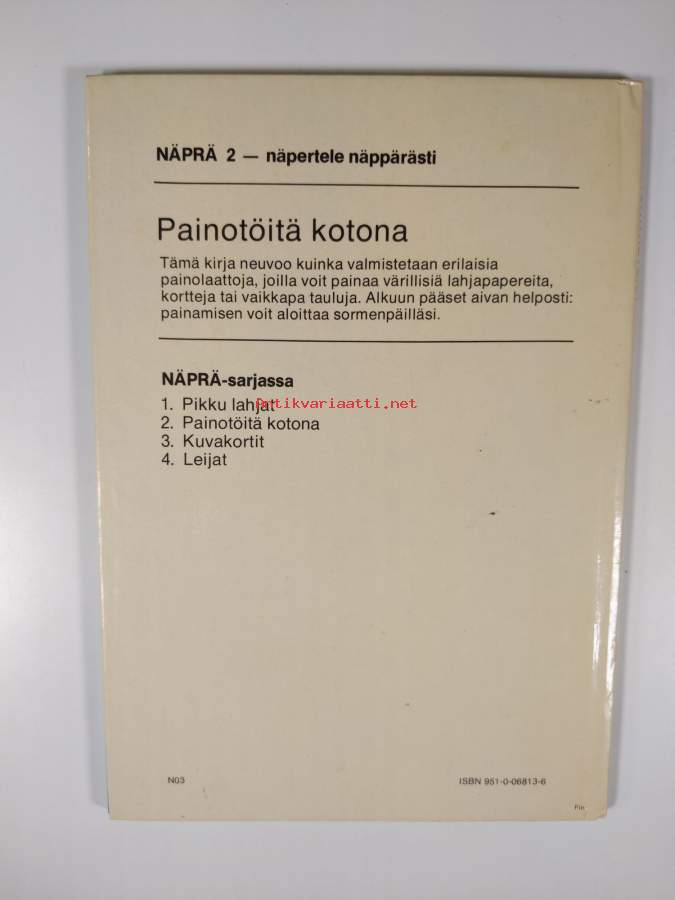 NÄPRÄ 2 — näpertele näppärästi
Painotöitä kotona
Tämä kirja neuvoo kuinka valmistetaan erilaisia
painolaattoja, joilla voit painaa värillisiä lahjapapereita,
kortteja tai vaikkapa tauluja. Alkuun pääset aivan helposti:
painamisen voit aloittaa sormenpäilläsi.
NÄPRÄ-sarjassa
1. Pikku lahjat
Artikvariaatti.net
2. Painotöitä kotona
3. Kuvakortit
4. Leijat
N03
ISBN 951-0-06813-6